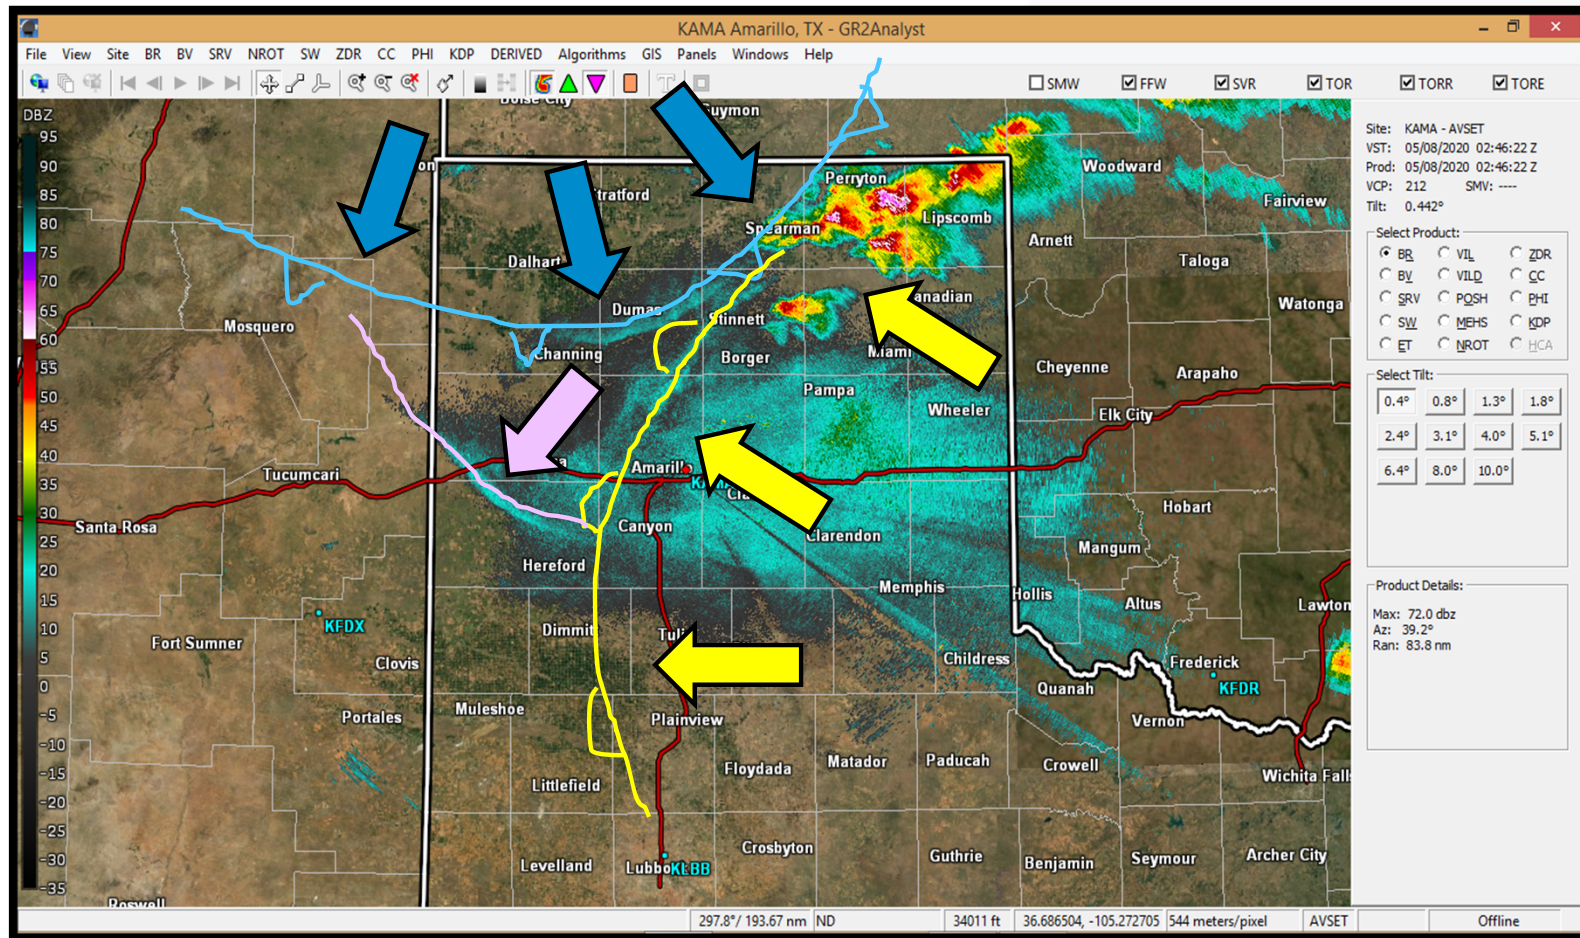 KAMA Amarillo, TX - GR2Analyst
File View Site BR BV SRV NROT SW ZDR CC PHI KDP DERIVED Algorithms GIS Panels Windows Help
SMW FFW SVR TOR TORR TORE
DBZ
95
90
85
80
75
70
65
60
55
50
45
40
35
30
25
20
15
10
5
0
-5
-10
-15
-20
-25
-30
-35
Boise City
Guymon
Woodward
Perryton
Fairview
Spearman
Lipscomb
Arnett
Taloga
Dalhart
Dumas
Stinnett
Watonga
Mosquero
Channing
Borger
Miami
Cheyenne
Arapaho
Pampa
Wheeler
Elk City
Tucumcari
Amarillo
Santa Rosa
Canyon
Clarendon
Hobart
Mangum
Hereford
Memphis
Hollis
Altus
Lawton
KFDX
Fort Sumner
Dimmitt
Clovis
Childress
Frederick
KFDR
Quanah
Muleshoe
Portales
Plainview
Vernon
Floydada
Matador
Paducah
Crowell
Wichita Fall
Littlefield
Levelland
Lubbo
KLBB
Crosbyton
Guthrie
Benjamin
Seymour
Archer City
Roswell
Site: KAMA - AVSET
VST: 05/08/2020 02:46:22 Z
Prod: 05/08/2020 02:46:22 Z
VCP: 212 SMV: ----
Tilt: 0.442°
Select Product:
BR VIL ZDR
BV VILD CC
SRV POSH PHI
SW MEHS KDP
ET NROT HCA
Select Tilt:
0.4° 0.8° 1.3° 1.8°
2.4° 3.1° 4.0° 5.1°
6.4° 8.0° 10.0°
Product Details:
Max: 72.0 dbz
Az: 39.2°
Ran: 83.8 nm
297.8°/ 193.67 nm ND 34011 ft 36.686504, -105.272705 544 meters/pixel AVSET Offline